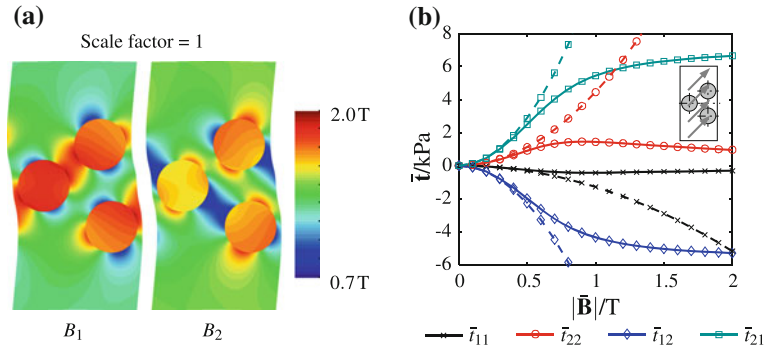 (a)
Scale factor = 1
2.0 T
0.7 T
B₁ B₂
(b)
t̄/kPa
8
6
4
2
0
-2
-4
-6
0 0.5 1 1.5 2
|B̄|/T
t̄₁₁ t̄₂₂ t̄₁₂ t̄₂₁